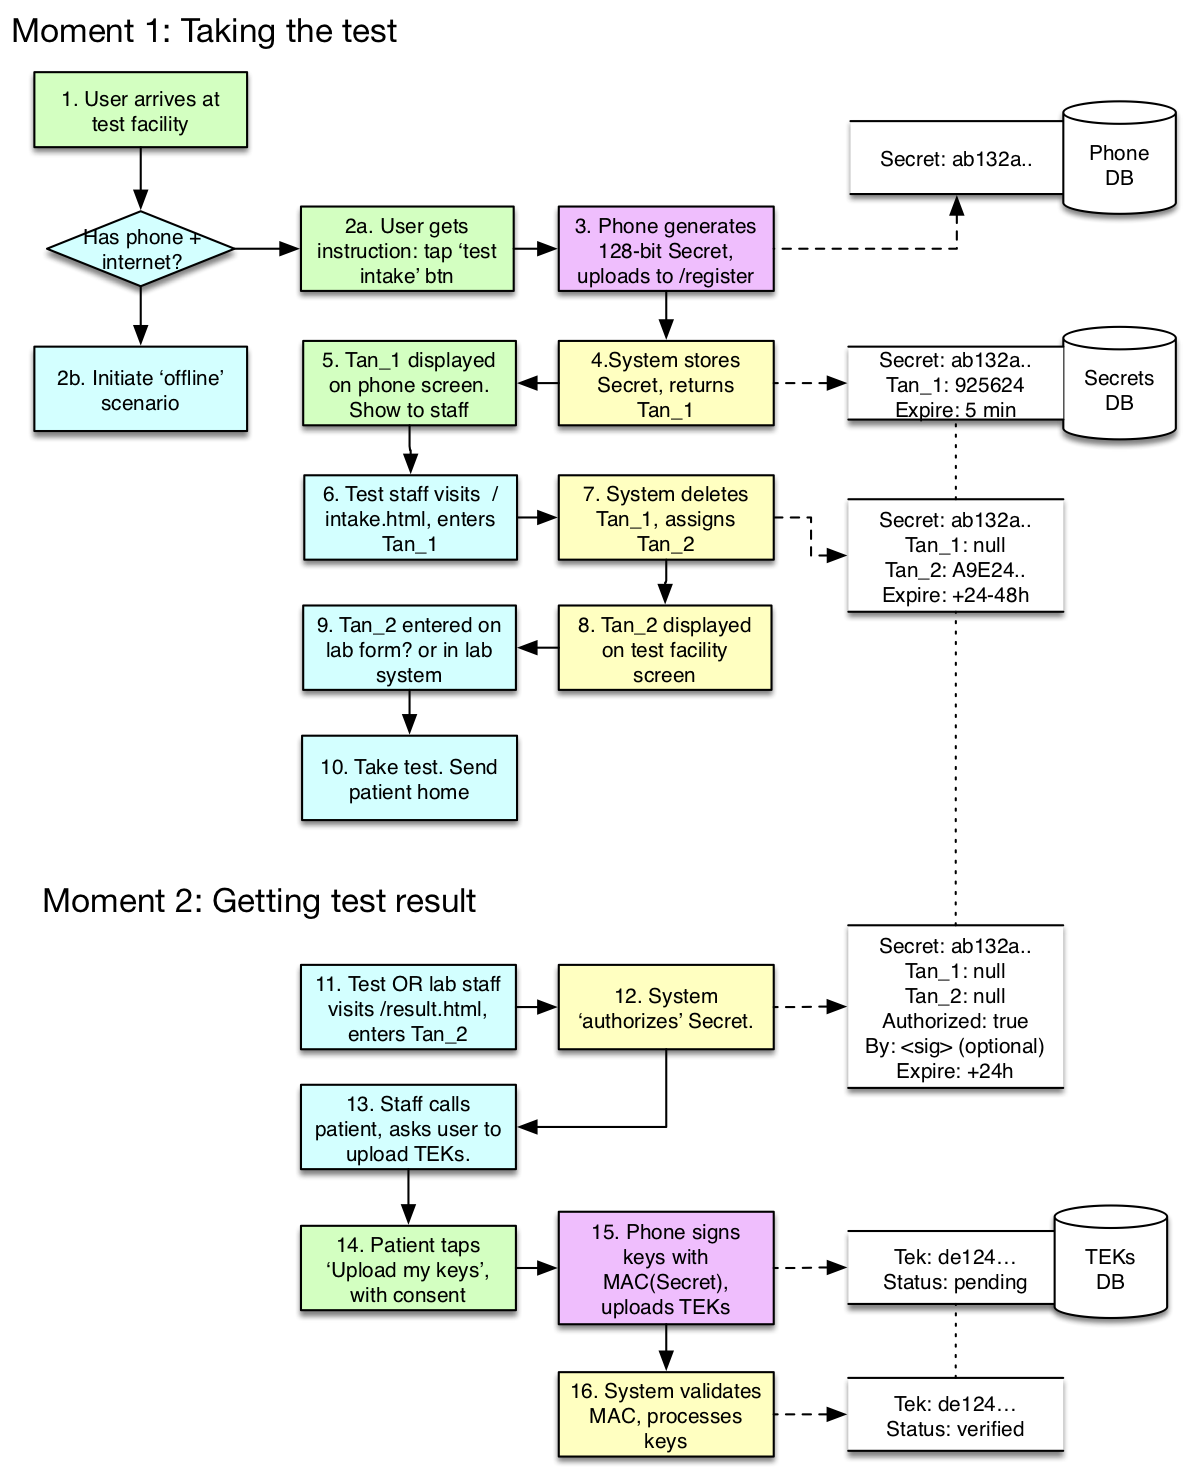 Moment 1: Taking the test
1. User arrives at
test facility
Has phone +
internet?
2b. Initiate ‘offline’
scenario
2a. User gets
instruction: tap ‘test
intake’ btn
3. Phone generates
128-bit Secret,
uploads to /register
Secret: ab132a..
Phone
DB
4.System stores
Secret, returns
Tan_1
Secret: ab132a..
Tan_1: 925624
Expire: 5 min
Secrets
DB
5. Tan_1 displayed
on phone screen.
Show to staff
6. Test staff visits  /
intake.html, enters
Tan_1
7. System deletes
Tan_1, assigns
Tan_2
Secret: ab132a..
Tan_1: null
Tan_2: A9E24..
Expire: +24-48h
8. Tan_2 displayed
on test facility
screen
9. Tan_2 entered on
lab form? or in lab
system
10. Take test. Send
patient home
Moment 2: Getting test result
11. Test OR lab staff
visits /result.html,
enters Tan_2
12. System
‘authorizes’ Secret.
Secret: ab132a..
Tan_1: null
Tan_2: null
Authorized: true
By: <sig> (optional)
Expire: +24h
13. Staff calls
patient, asks user to
upload TEKs.
14. Patient taps
‘Upload my keys’,
with consent
15. Phone signs
keys with
MAC(Secret),
uploads TEKs
Tek: de124…
Status: pending
TEKs
DB
16. System validates
MAC, processes
keys
Tek: de124…
Status: verified